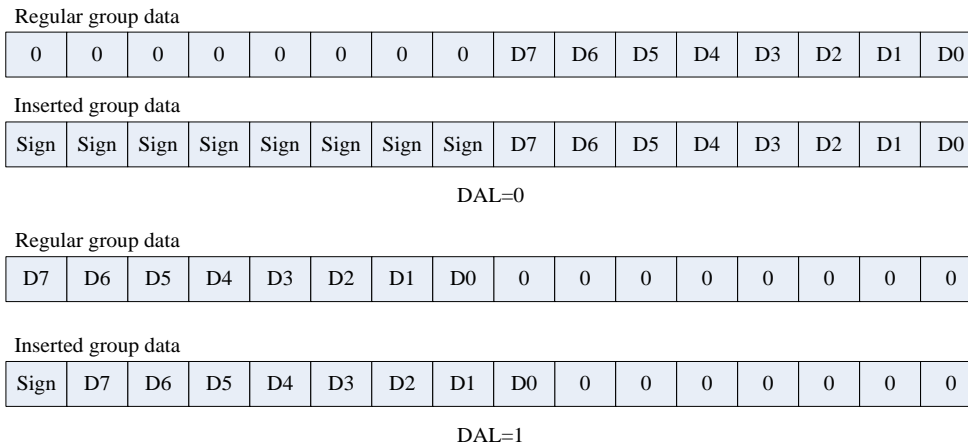 Regular group data
0 0 0 0 0 0 0 0 D7 D6 D5 D4 D3 D2 D1 D0
Inserted group data
Sign Sign Sign Sign Sign Sign Sign Sign D7 D6 D5 D4 D3 D2 D1 D0
DAL=0
Regular group data
D7 D6 D5 D4 D3 D2 D1 D0 0 0 0 0 0 0 0 0
Inserted group data
Sign D7 D6 D5 D4 D3 D2 D1 D0 0 0 0 0 0 0 0
DAL=1